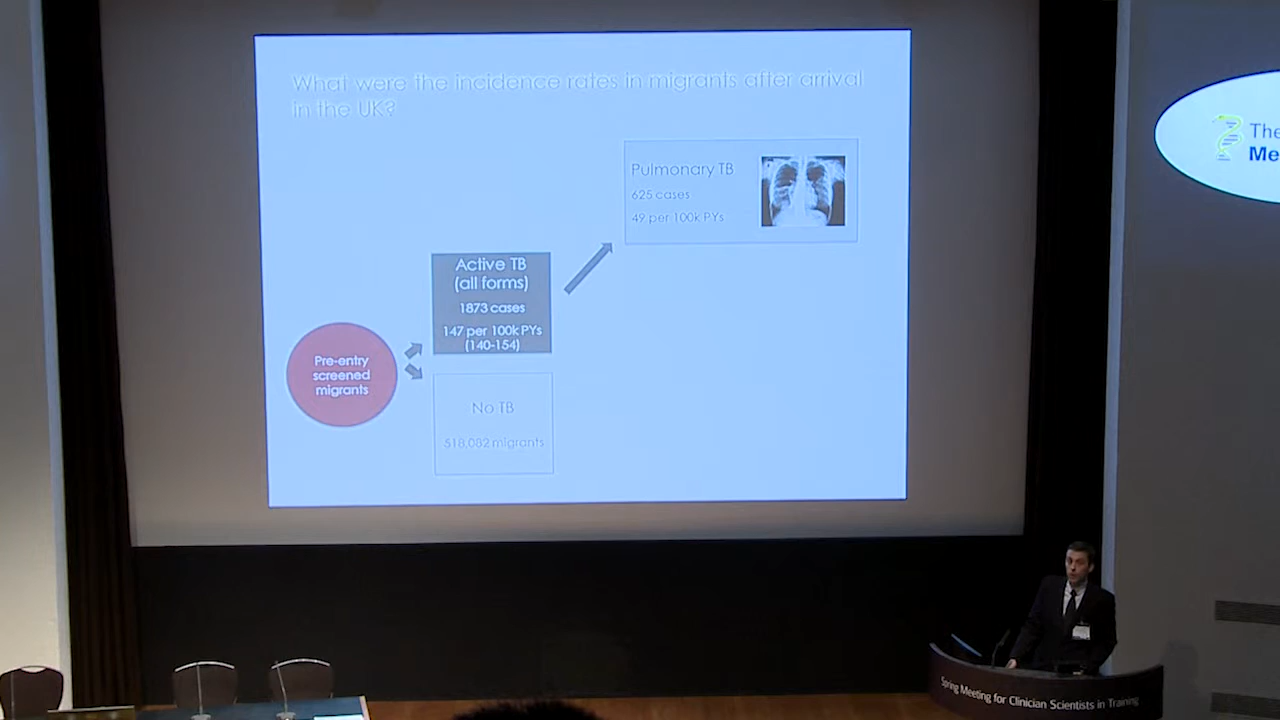 What were the incidence rates in migrants after arrival
in the UK?
Pulmonary TB
625 cases
49 per 100k PYs
Active TB
(all forms)
1873 cases
147 per 100k PYs
(140-154)
Pre-entry
screened
migrants
No TB
518,082 migrants
The
Me
Spring Meeting for Clinician Scientists in Training